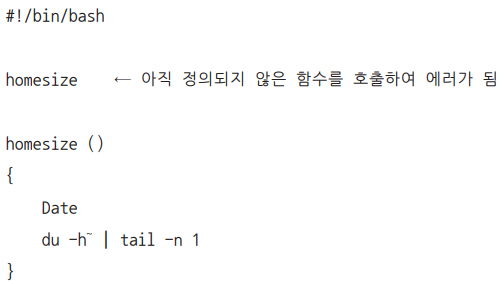 #!/bin/bash
homesize ← 아직 정의되지 않은 함수를 호출하여 에러가 됨
homesize ()
{
Date
du -h~ | tail -n 1
}